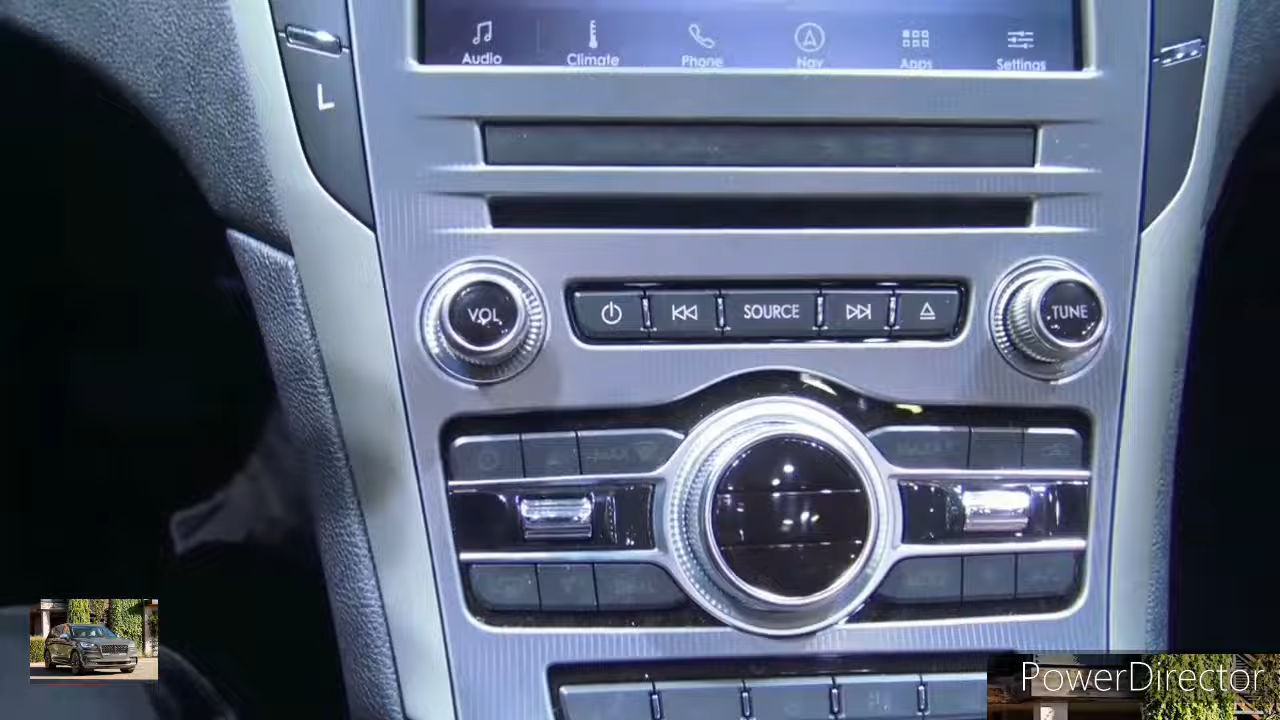 Audio Climate Phone Nav Apps Settings
L
VOL SOURCE TUNE
PowerDirector